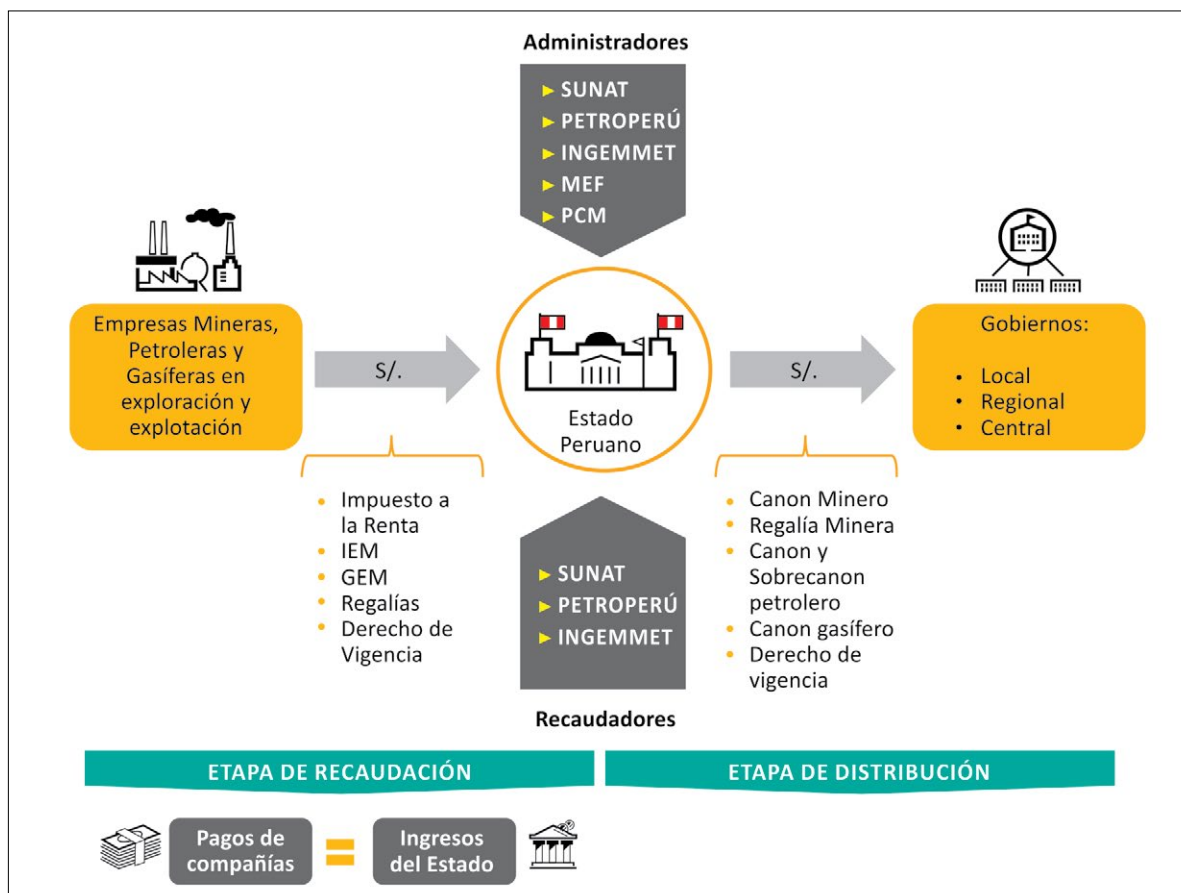 Administradores
► SUNAT
► PETROPERÚ
► INGEMMET
► MEF
► PCM
Empresas Mineras,
Petroleras y
Gasíferas en
exploración y
explotación
S/.
Estado
Peruano
S/.
Gobiernos:
• Local
• Regional
• Central
• Impuesto a
la Renta
• IEM
• GEM
• Regalías
• Derecho de
Vigencia
► SUNAT
► PETROPERÚ
► INGEMMET
Recaudadores
• Canon Minero
• Regalía Minera
• Canon y
Sobrecanon
petrolero
• Canon gasífero
• Derecho de
vigencia
ETAPA DE RECAUDACIÓN
ETAPA DE DISTRIBUCIÓN
Pagos de
compañías
=
Ingresos
del Estado